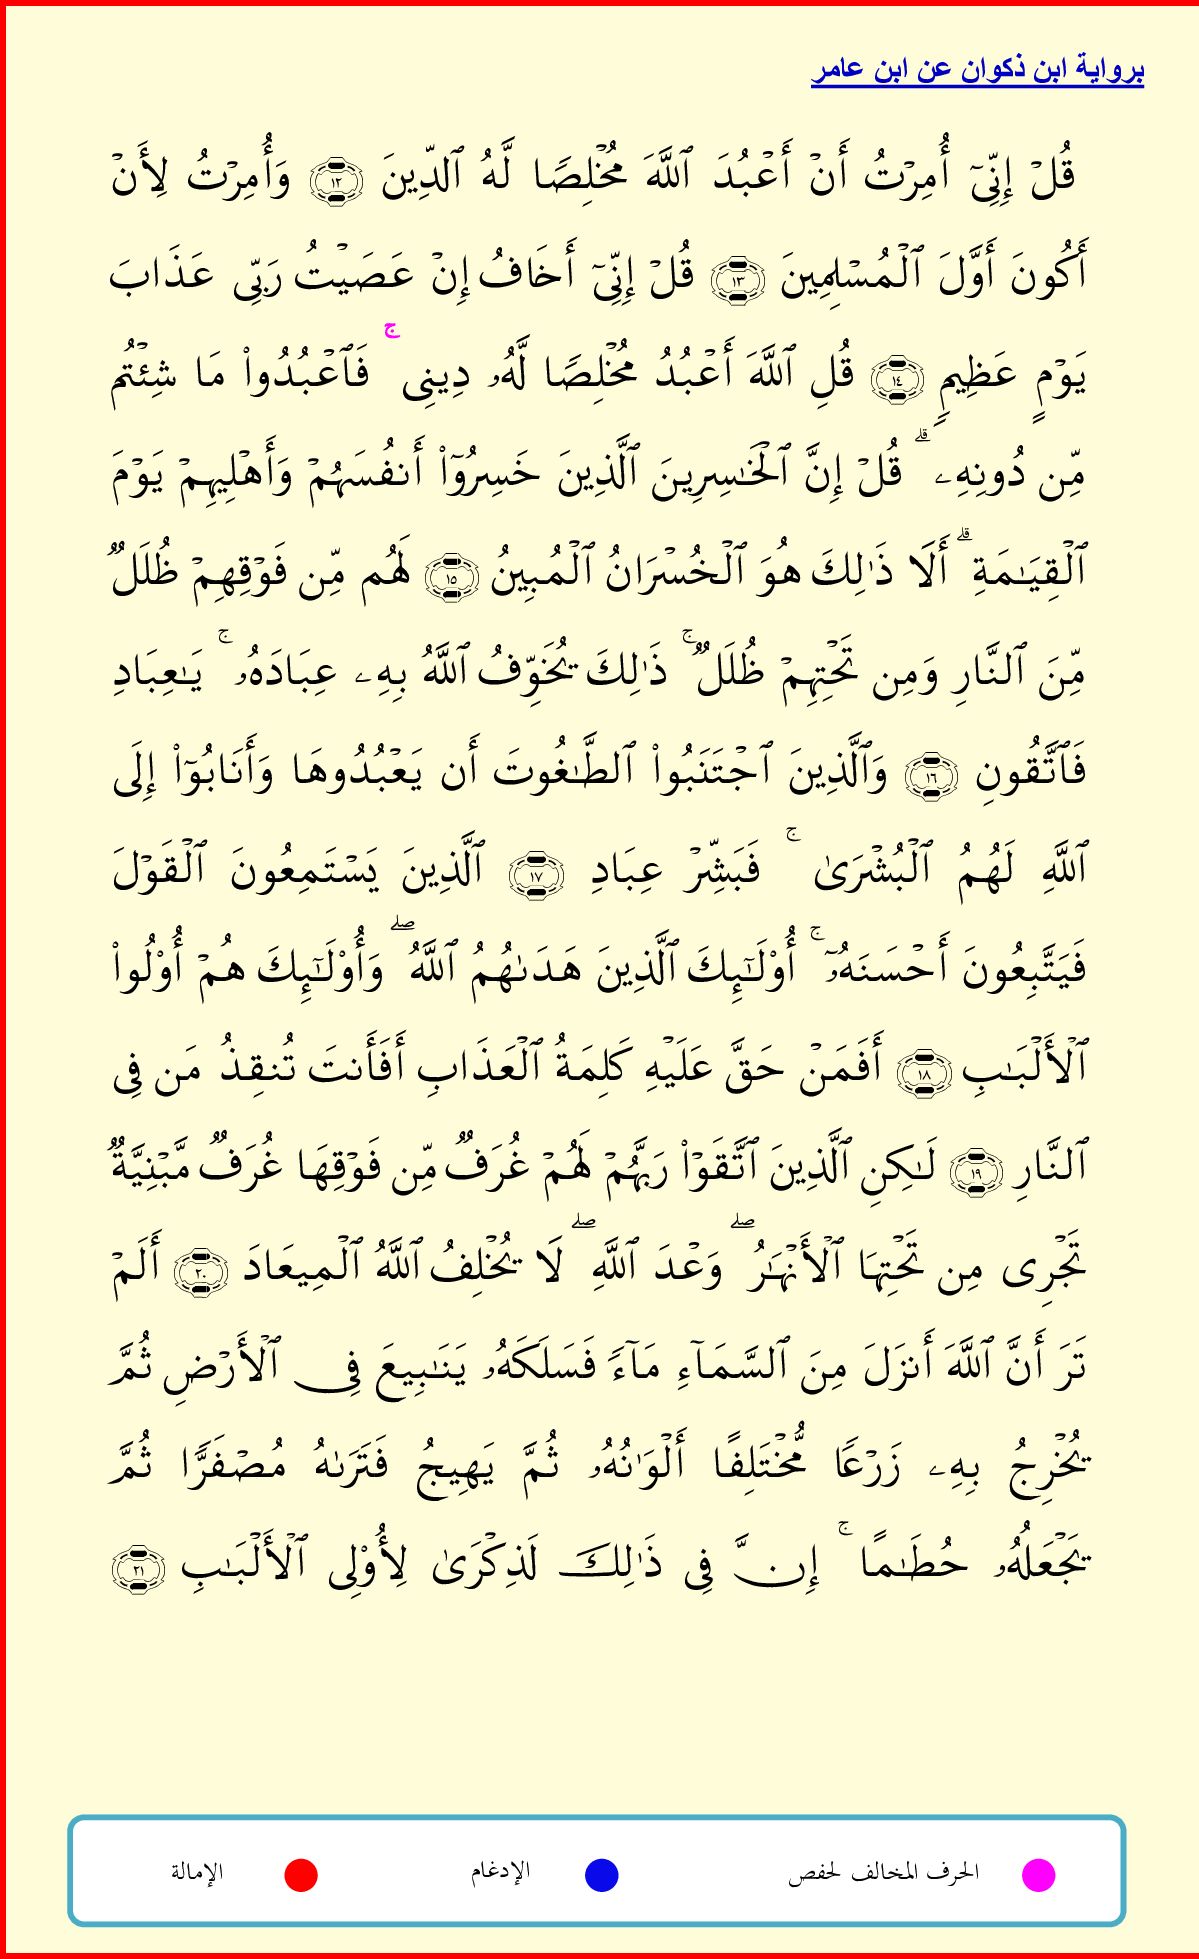 برواية ابن ذكوان عن ابن عامر
قُلۡ إِنِّيٓ أُمِرۡتُ أَنۡ أَعۡبُدَ ٱللَّهَ مُخۡلِصٗا لَّهُ ٱلدِّينَ ١٢ وَأُمِرۡتُ لِأَنۡ
أَكُونَ أَوَّلَ ٱلۡمُسۡلِمِينَ ١٣ قُلۡ إِنِّيٓ أَخَافُ إِنۡ عَصَيۡتُ رَبِّي عَذَابَ
يَوۡمٍ عَظِيمٖ ١٤ قُلِ ٱللَّهَ أَعۡبُدُ مُخۡلِصٗا لَّهُۥ دِينِي ۚ فَٱعۡبُدُواْ مَا شِئۡتُم
مِّن دُونِهِۦ ۗ قُلۡ إِنَّ ٱلۡخَٰسِرِينَ ٱلَّذِينَ خَسِرُوٓاْ أَنفُسَهُمۡ وَأَهۡلِيهِمۡ يَوۡمَ
ٱلۡقِيَٰمَةِ ۗ أَلَا ذَٰلِكَ هُوَ ٱلۡخُسۡرَانُ ٱلۡمُبِينُ ١٥ لَهُم مِّن فَوۡقِهِمۡ ظُلَلٞ
مِّنَ ٱلنَّارِ وَمِن تَحۡتِهِمۡ ظُلَلٞ ۚ ذَٰلِكَ يُخَوِّفُ ٱللَّهُ بِهِۦ عِبَادَهُۥ ۚ يَٰعِبَادِ
فَٱتَّقُونِ ١٦ وَٱلَّذِينَ ٱجۡتَنَبُواْ ٱلطَّٰغُوتَ أَن يَعۡبُدُوهَا وَأَنَابُوٓاْ إِلَى
ٱللَّهِ لَهُمُ ٱلۡبُشۡرَىٰ ۚ فَبَشِّرۡ عِبَادِ ١٧ ٱلَّذِينَ يَسۡتَمِعُونَ ٱلۡقَوۡلَ
فَيَتَّبِعُونَ أَحۡسَنَهُۥٓ ۚ أُوْلَٰٓئِكَ ٱلَّذِينَ هَدَىٰهُمُ ٱللَّهُ ۖ وَأُوْلَٰٓئِكَ هُمۡ أُوْلُواْ
ٱلۡأَلۡبَٰبِ ١٨ أَفَمَنۡ حَقَّ عَلَيۡهِ كَلِمَةُ ٱلۡعَذَابِ أَفَأَنتَ تُنقِذُ مَن فِي
ٱلنَّارِ ١٩ لَٰكِنِ ٱلَّذِينَ ٱتَّقَوۡاْ رَبَّهُمۡ لَهُمۡ غُرَفٞ مِّن فَوۡقِهَا غُرَفٞ مَّبۡنِيَّةٞ
تَجۡرِي مِن تَحۡتِهَا ٱلۡأَنۡهَٰرُ ۖ وَعۡدَ ٱللَّهِ ۖ لَا يُخۡلِفُ ٱللَّهُ ٱلۡمِيعَادَ ٢٠ أَلَمۡ
تَرَ أَنَّ ٱللَّهَ أَنزَلَ مِنَ ٱلسَّمَآءِ مَآءٗ فَسَلَكَهُۥ يَنَٰبِيعَ فِي ٱلۡأَرۡضِ ثُمَّ
يُخۡرِجُ بِهِۦ زَرۡعٗا مُّخۡتَلِفًا أَلۡوَٰنُهُۥ ثُمَّ يَهِيجُ فَتَرَىٰهُ مُصۡفَرّٗا ثُمَّ
يَجۡعَلُهُۥ حُطَٰمًا ۚ إِنَّ فِي ذَٰلِكَ لَذِكۡرَىٰ لِأُوْلِي ٱلۡأَلۡبَٰبِ ٢١
الحرف المخالف لحفص الإدغام الإمالة